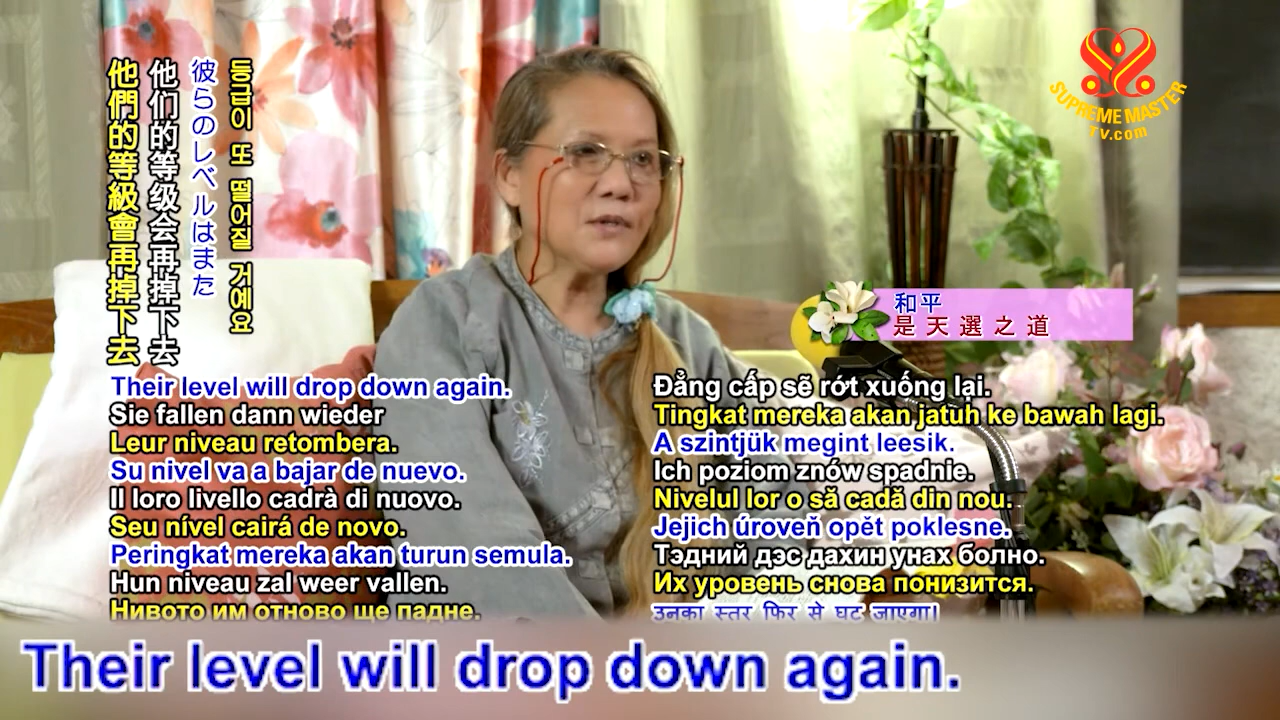 SUPREME MASTER
TV.com
등급이 또 떨어질 거예요
彼らのレベルはまた
他们的等级会再掉下去
他們的等級會再掉下去
和平
是天選之道
Their level will drop down again.
Sie fallen dann wieder
Leur niveau retombera.
Su nivel va a bajar de nuevo.
Il loro livello cadrà di nuovo.
Seu nível cairá de novo.
Peringkat mereka akan turun semula.
Hun niveau zal weer vallen.
Нивото им отново ще падне.
Đẳng cấp sẽ rớt xuống lại.
Tingkat mereka akan jatuh ke bawah lagi.
A szintjük megint leesik.
Ich poziom znów spadnie.
Nivelul lor o să cadă din nou.
Jejich úroveň opět poklesne.
Тэдний дэс дахин унах болно.
Их уровень снова понизится.
उनका स्तर फिर से घट जाएगा।
Their level will drop down again.